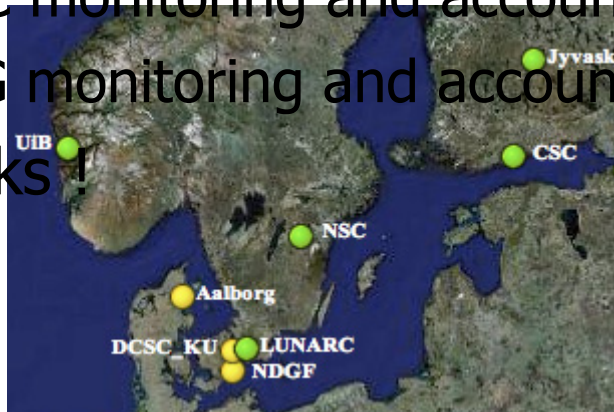 monitoring and accoun
Jyvask
G monitoring and accoun
UiB
CSC
ks !
NSC
Aalborg
DCSC_KU
LUNARC
NDGF